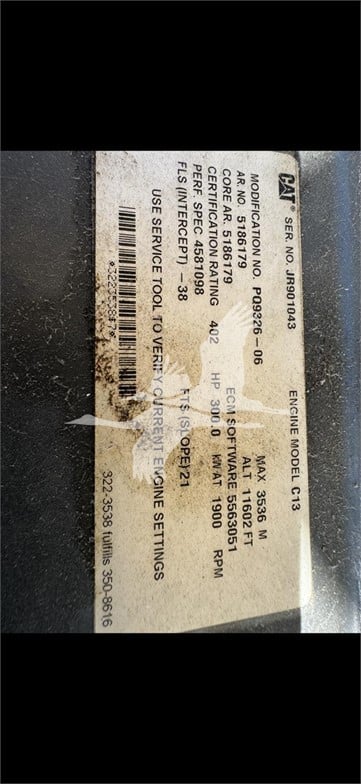 CAT® SER. NO. JR901043 ENGINE MODEL C13
MODIFICATION NO. PO9326-06 MAX 3536 M
AR. NO. 5186179 ALT 11602 FT
CORE AR. 5186179 ECM SOFTWARE 5563051
CERTIFICATION RATING 402 HP 300.0 kW AT 1900 RPM
PERF. SPEC 4581098
FLS (INTERCEPT) - 38 FTS (SLOPE) 21
USE SERVICE TOOL TO VERIFY CURRENT ENGINE SETTINGS
*322353867*
322-3538 fulfills 350-8616